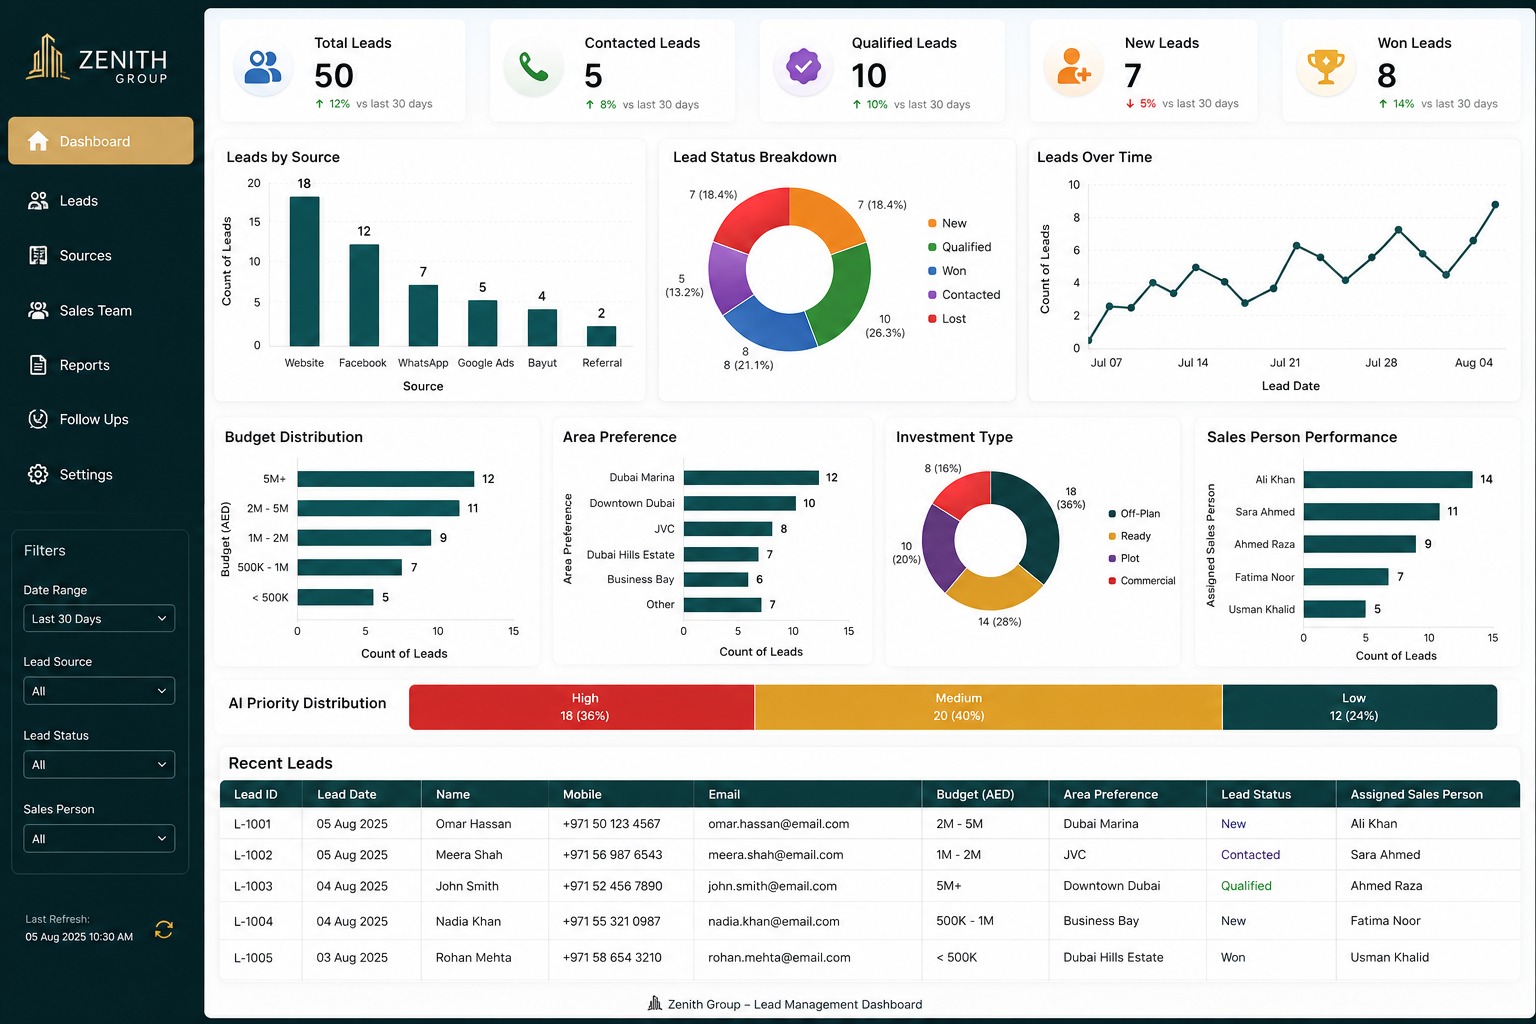 ZENITH
GROUP
Dashboard
Leads
Sources
Sales Team
Reports
Follow Ups
Settings
Filters
Date Range
Last 30 Days
Lead Source
All
Lead Status
All
Sales Person
All
Last Refresh:
05 Aug 2025 10:30 AM
Total Leads
50
↑ 12% vs last 30 days
Contacted Leads
5
↑ 8% vs last 30 days
Qualified Leads
10
↑ 10% vs last 30 days
New Leads
7
↓ 5% vs last 30 days
Won Leads
8
↑ 14% vs last 30 days
Leads by Source
Count of Leads
20
15
10
5
0
18
12
7
5
4
2
Website Facebook WhatsApp Google Ads Bayut Referral
Source
Lead Status Breakdown
7 (18.4%)
7 (18.4%)
5
(13.2%)
10
(26.3%)
8
8 (21.1%)
New
Qualified
Won
Contacted
Lost
Leads Over Time
Count of Leads
10
8
6
4
2
0
Jul 07 Jul 14 Jul 21 Jul 28 Aug 04
Lead Date
Budget Distribution
Budget (AED)
5M+ 12
2M - 5M 11
1M - 2M 9
500K - 1M 7
< 500K 5
0 5 10 15
Count of Leads
Area Preference
Area Preference
Dubai Marina 12
Downtown Dubai 10
JVC 8
Dubai Hills Estate 7
Business Bay 6
Other 7
0 5 10 15
Count of Leads
Investment Type
8 (16%)
18
(36%)
10
(20%)
14 (28%)
Off-Plan
Ready
Plot
Commercial
Sales Person Performance
Assigned Sales Person
Ali Khan 14
Sara Ahmed 11
Ahmed Raza 9
Fatima Noor 7
Usman Khalid 5
0 5 10 15
Count of Leads
AI Priority Distribution
High
18 (36%)
Medium
20 (40%)
Low
12 (24%)
Recent Leads
Lead ID Lead Date Name Mobile Email Budget (AED) Area Preference Lead Status Assigned Sales Person
L-1001 05 Aug 2025 Omar Hassan +971 50 123 4567 omar.hassan@email.com 2M - 5M Dubai Marina New Ali Khan
L-1002 05 Aug 2025 Meera Shah +971 56 987 6543 meera.shah@email.com 1M - 2M JVC Contacted Sara Ahmed
L-1003 04 Aug 2025 John Smith +971 52 456 7890 john.smith@email.com 5M+ Downtown Dubai Qualified Ahmed Raza
L-1004 04 Aug 2025 Nadia Khan +971 55 321 0987 nadia.khan@email.com 500K - 1M Business Bay New Fatima Noor
L-1005 03 Aug 2025 Rohan Mehta +971 58 654 3210 rohan.mehta@email.com < 500K Dubai Hills Estate Won Usman Khalid
Zenith Group – Lead Management Dashboard